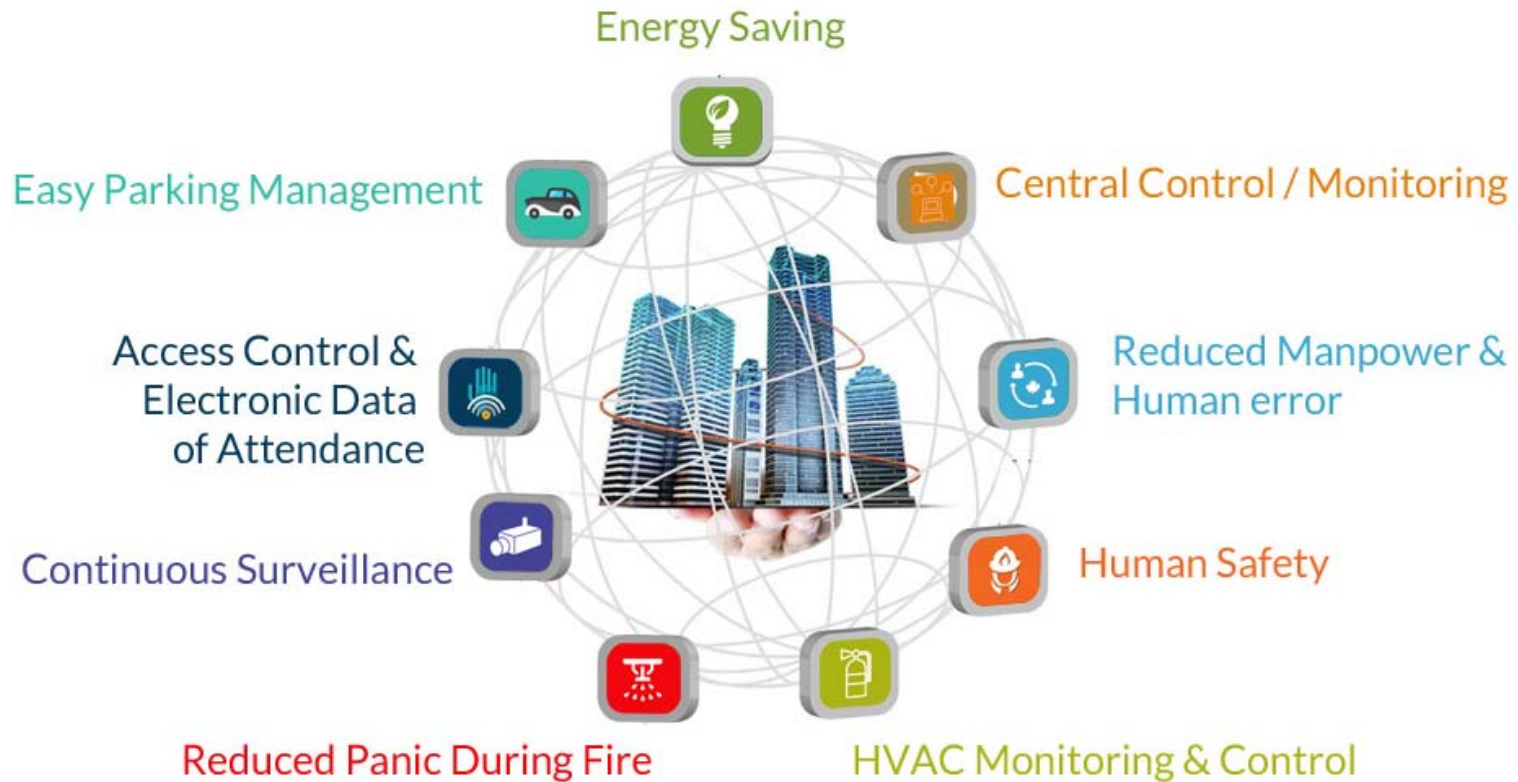 Energy Saving
Easy Parking Management
Central Control / Monitoring
Access Control &
Electronic Data
of Attendance
Reduced Manpower &
Human error
Continuous Surveillance
Human Safety
Reduced Panic During Fire
HVAC Monitoring & Control